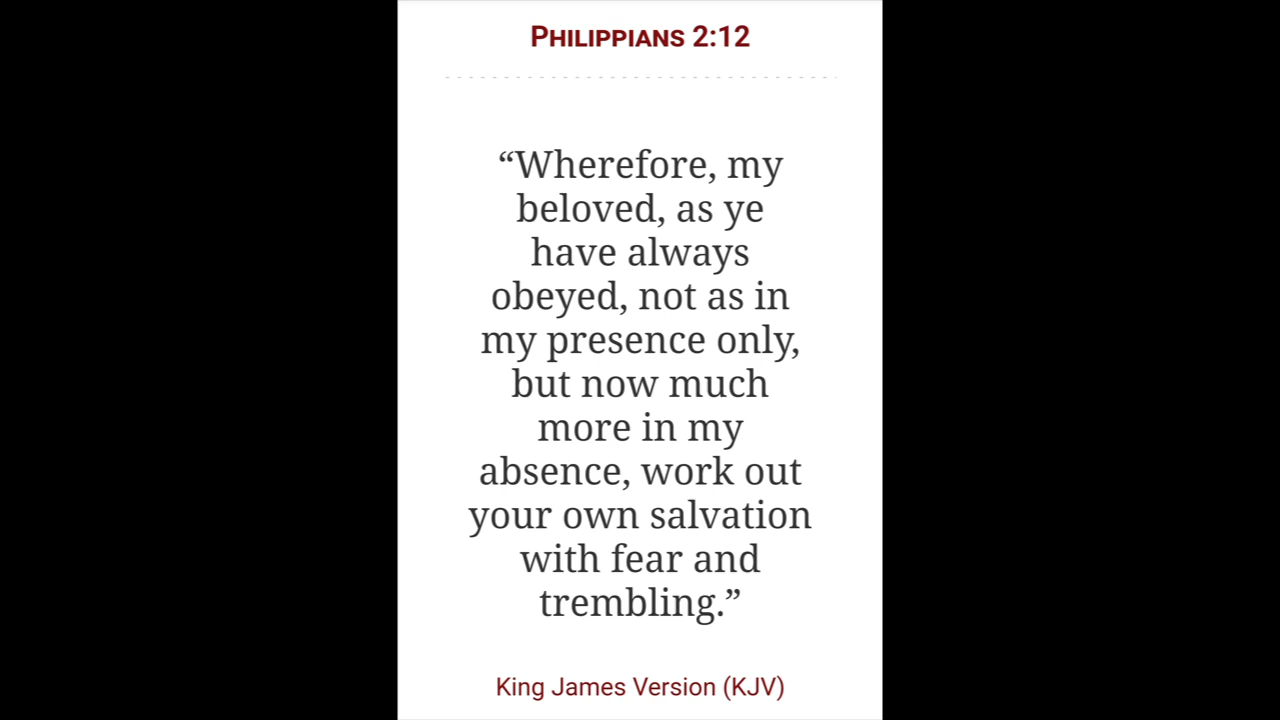 Philippians 2:12
“Wherefore, my
beloved, as ye
have always
obeyed, not as in
my presence only,
but now much
more in my
absence, work out
your own salvation
with fear and
trembling.”
King James Version (KJV)